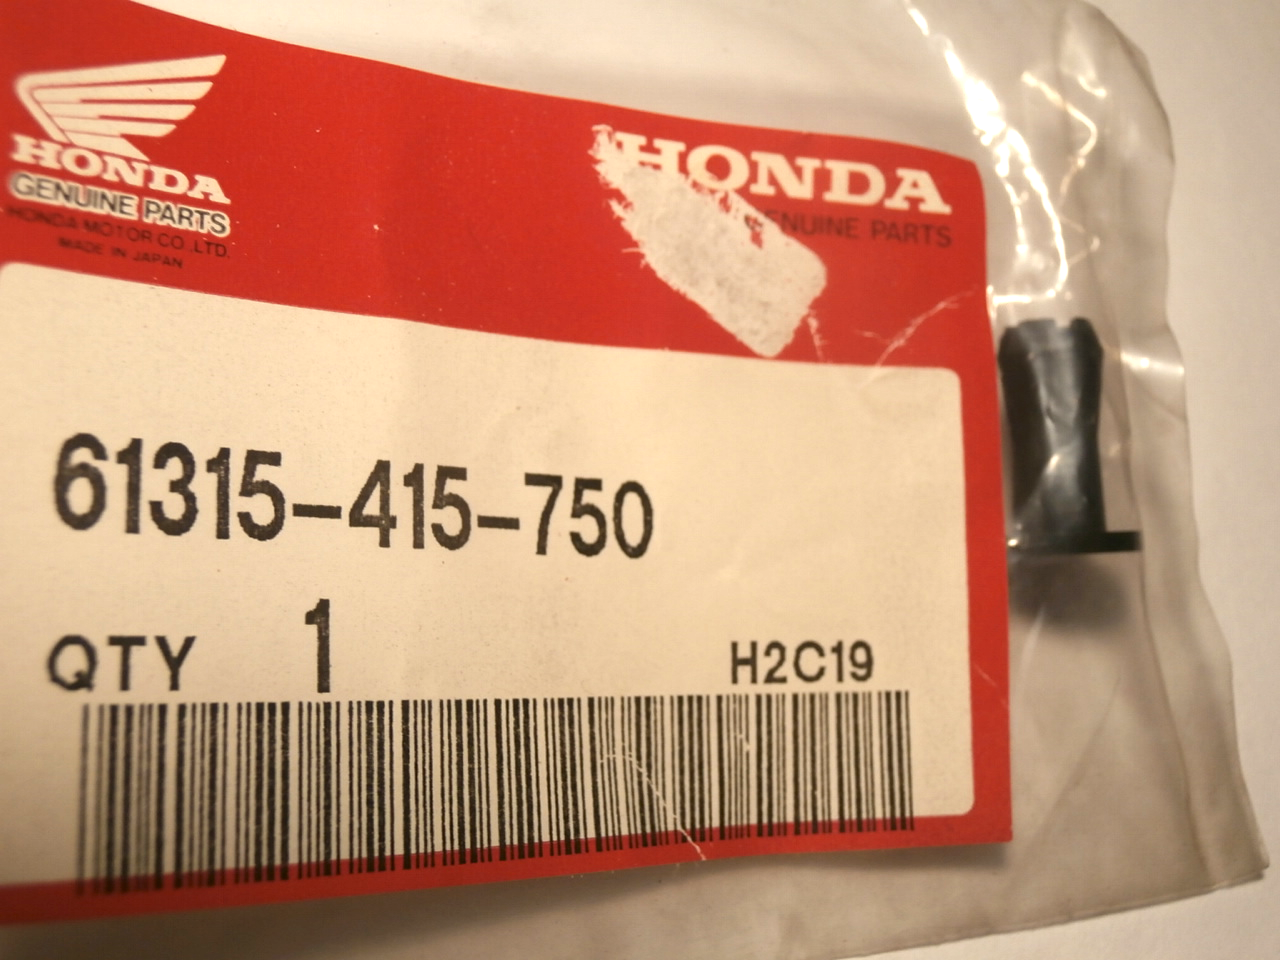 HONDA
GENUINE PARTS
HONDA MOTOR CO., LTD.
MADE IN JAPAN
HONDA
GENUINE PARTS
61315-415-750
QTY 1
H2C19